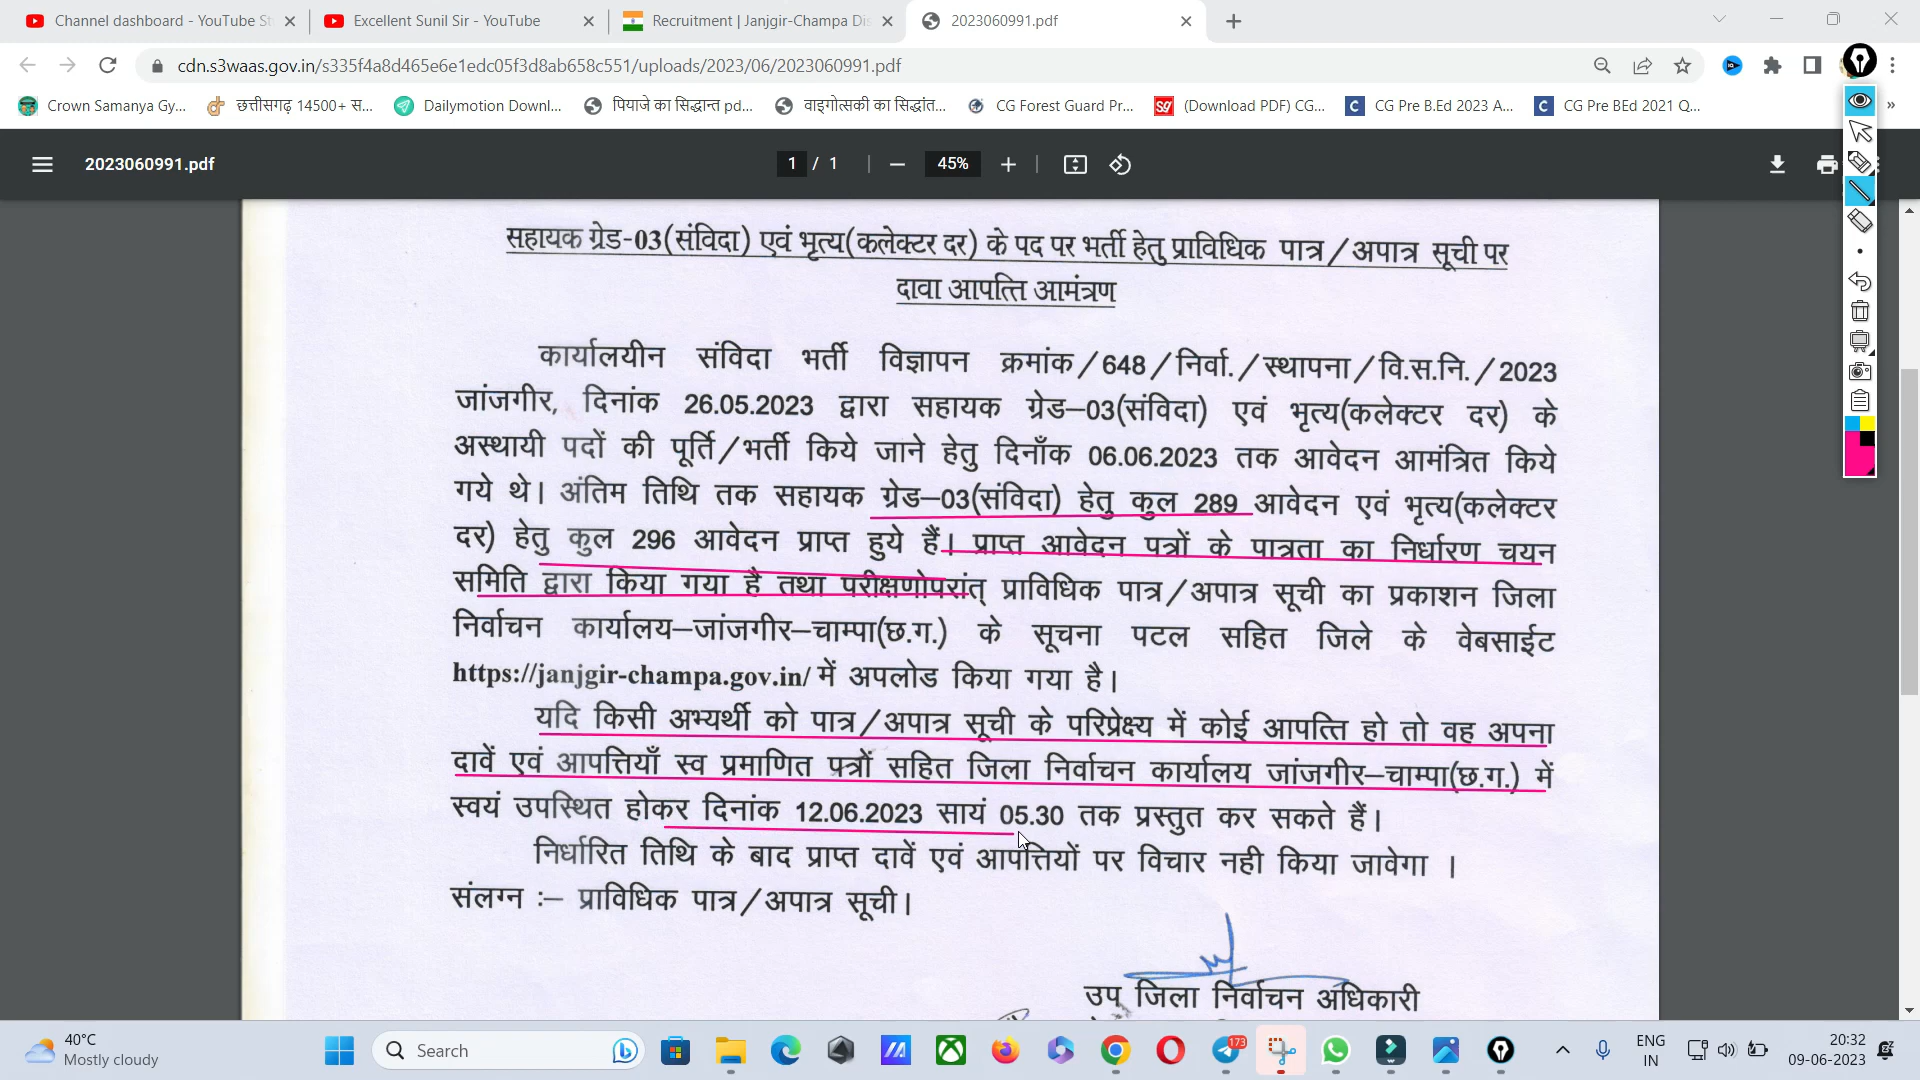 Channel dashboard - YouTube St
Excellent Sunil Sir - YouTube
Recruitment | Janjgir-Champa Dis
2023060991.pdf
cdn.s3waas.gov.in/s335f4a8d465e6e1edc05f3d8ab658c551/uploads/2023/06/2023060991.pdf
Crown Samanya Gy...
छत्तीसगढ़ 14500+ स...
Dailymotion Downl...
पियाजे का सिद्धान्त pd...
वाइगोत्सकी का सिद्धांत...
CG Forest Guard Pr...
(Download PDF) CG...
CG Pre B.Ed 2023 A...
CG Pre BEd 2021 Q...
»
2023060991.pdf
1 / 1
45%
सहायक ग्रेड-03(संविदा) एवं भृत्य(कलेक्टर दर) के पद पर भर्ती हेतु प्राविधिक पात्र/अपात्र सूची पर
दावा आपत्ति आमंत्रण
कार्यालयीन संविदा भर्ती विज्ञापन क्रमांक/648/निर्वा./स्थापना/वि.स.नि./2023
जांजगीर, दिनांक 26.05.2023 द्वारा सहायक ग्रेड–03(संविदा) एवं भृत्य(कलेक्टर दर) के
अस्थायी पदों की पूर्ति/भर्ती किये जाने हेतु दिनाँक 06.06.2023 तक आवेदन आमंत्रित किये
गये थे। अंतिम तिथि तक सहायक ग्रेड–03(संविदा) हेतु कुल 289 आवेदन एवं भृत्य(कलेक्टर
दर) हेतु कुल 296 आवेदन प्राप्त हुये हैं। प्राप्त आवेदन पत्रों के पात्रता का निर्धारण चयन
समिति द्वारा किया गया है तथा परीक्षणोपरांत् प्राविधिक पात्र/अपात्र सूची का प्रकाशन जिला
निर्वाचन कार्यालय–जांजगीर–चाम्पा(छ.ग.) के सूचना पटल सहित जिले के वेबसाईट
https://janjgir-champa.gov.in/ में अपलोड किया गया है।
यदि किसी अभ्यर्थी को पात्र/अपात्र सूची के परिप्रेक्ष्य में कोई आपत्ति हो तो वह अपना
दावें एवं आपत्तियाँ स्व प्रमाणित पत्रों सहित जिला निर्वाचन कार्यालय जांजगीर–चाम्पा(छ.ग.) में
स्वयं उपस्थित होकर दिनांक 12.06.2023 सायं 05.30 तक प्रस्तुत कर सकते हैं।
निर्धारित तिथि के बाद प्राप्त दावें एवं आपत्तियों पर विचार नही किया जावेगा ।
संलग्न :– प्राविधिक पात्र/अपात्र सूची।
उप जिला निर्वाचन अधिकारी
40°C
Mostly cloudy
Search
173
ENG
IN
20:32
09-06-2023